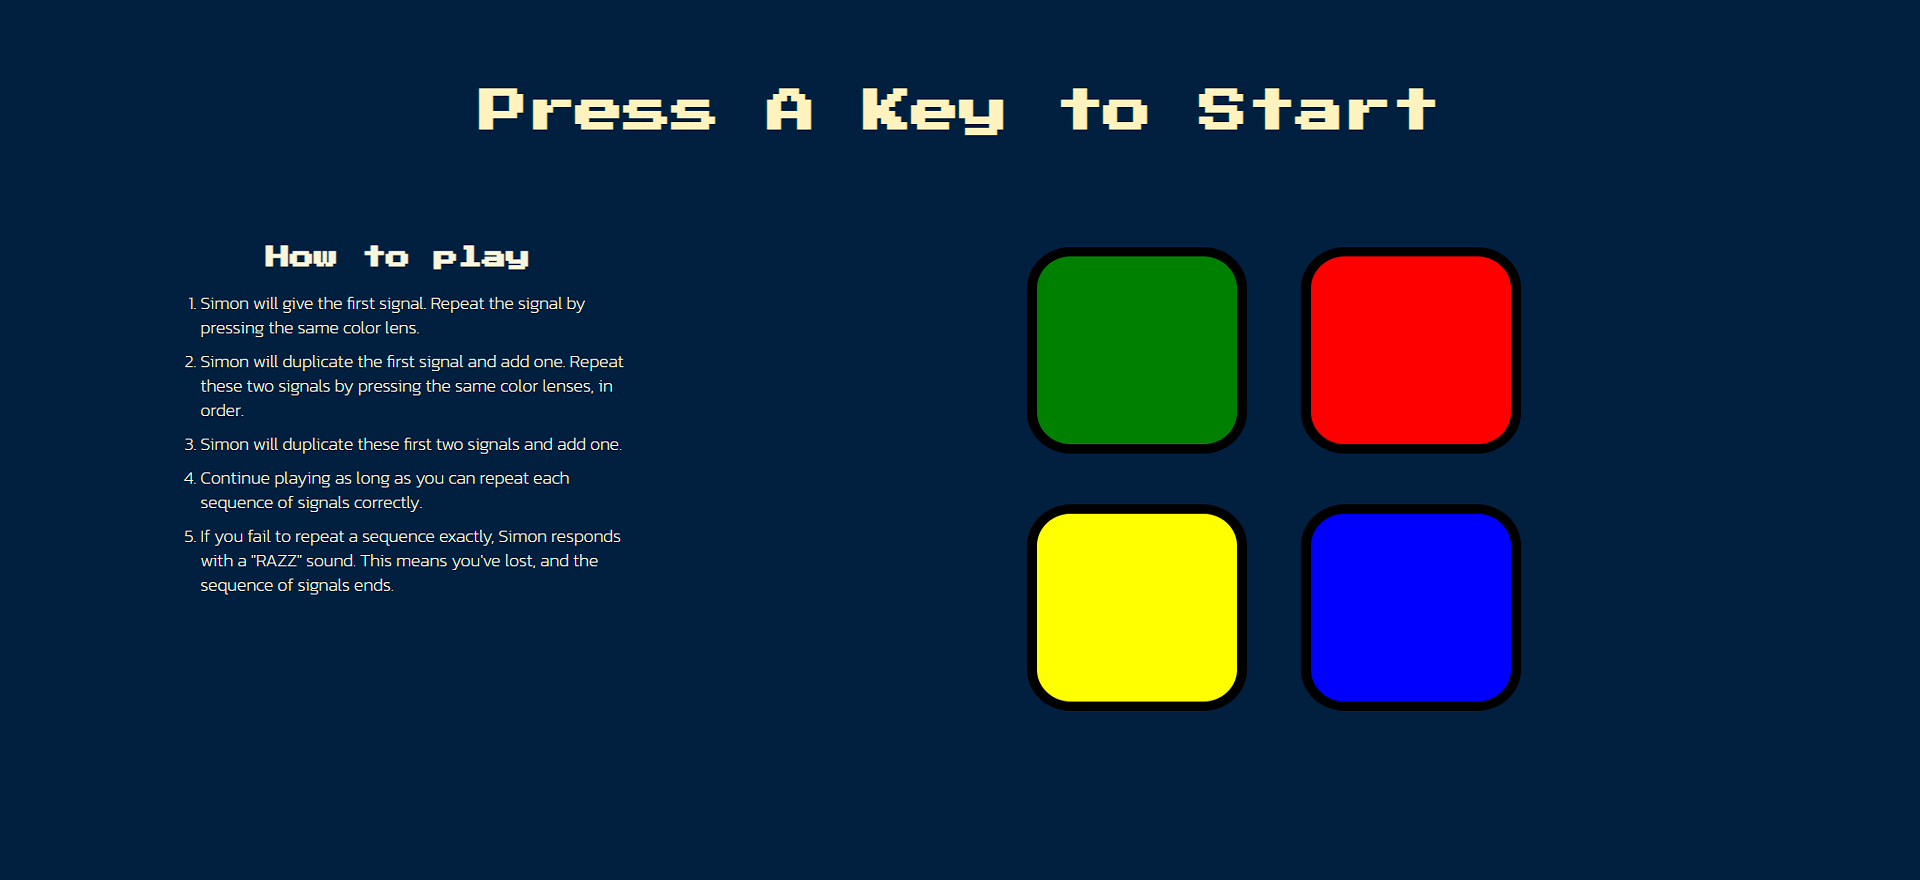 Press A Key to Start
How to play
1. Simon will give the first signal. Repeat the signal by
pressing the same color lens.
2. Simon will duplicate the first signal and add one. Repeat
these two signals by pressing the same color lenses, in
order.
3. Simon will duplicate these first two signals and add one.
4. Continue playing as long as you can repeat each
sequence of signals correctly.
5. If you fail to repeat a sequence exactly, Simon responds
with a "RAZZ" sound. This means you've lost, and the
sequence of signals ends.